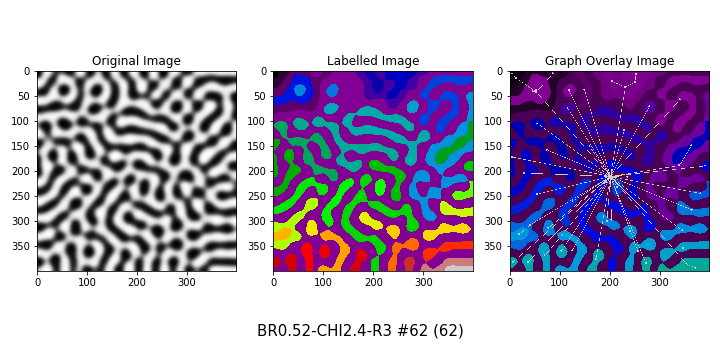 Original Image Labelled Image Graph Overlay Image
0 0 0
50 50 50
100 100 100
150 150 150
200 200 200
250 250 250
300 300 300
350 350 350
0 100 200 300 0 100 200 300 0 100 200 300
BR0.52-CHI2.4-R3 #62 (62)